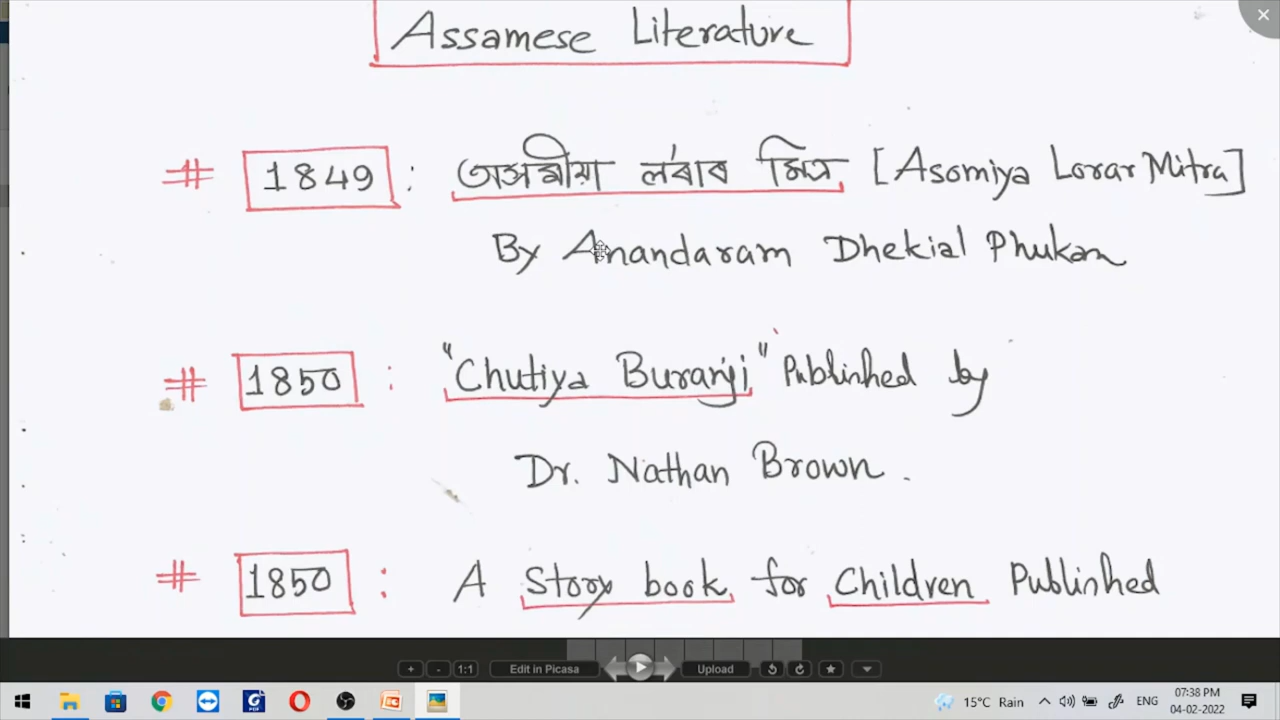 Assamese Literature
# 1849 : অসমীয়া ল'ৰাৰ মিত্ৰ [Asomiya Lorar Mitra]
By Anandaram Dhekial Phukan
# 1850 : "Chutiya Buranji" Published by
Dr. Nathan Brown.
# 1850 : A Story book for Children Published
+ - 1:1 Edit in Picasa Upload
15°C Rain ENG 07:38 PM
04-02-2022